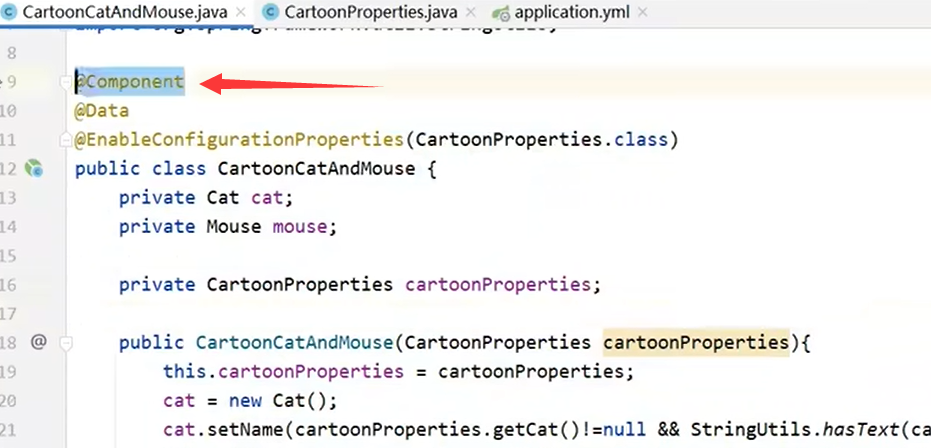 CartoonCatAndMouse.java × CartoonProperties.java × application.yml ×
8
9 @Component
10 @Data
11 @EnableConfigurationProperties(CartoonProperties.class)
12 public class CartoonCatAndMouse {
13 private Cat cat;
14 private Mouse mouse;
15
16 private CartoonProperties cartoonProperties;
17
18 @ public CartoonCatAndMouse(CartoonProperties cartoonProperties){
19 this.cartoonProperties = cartoonProperties;
20 cat = new Cat();
21 cat.setName(cartoonProperties.getCat()!=null && StringUtils.hasText(ca